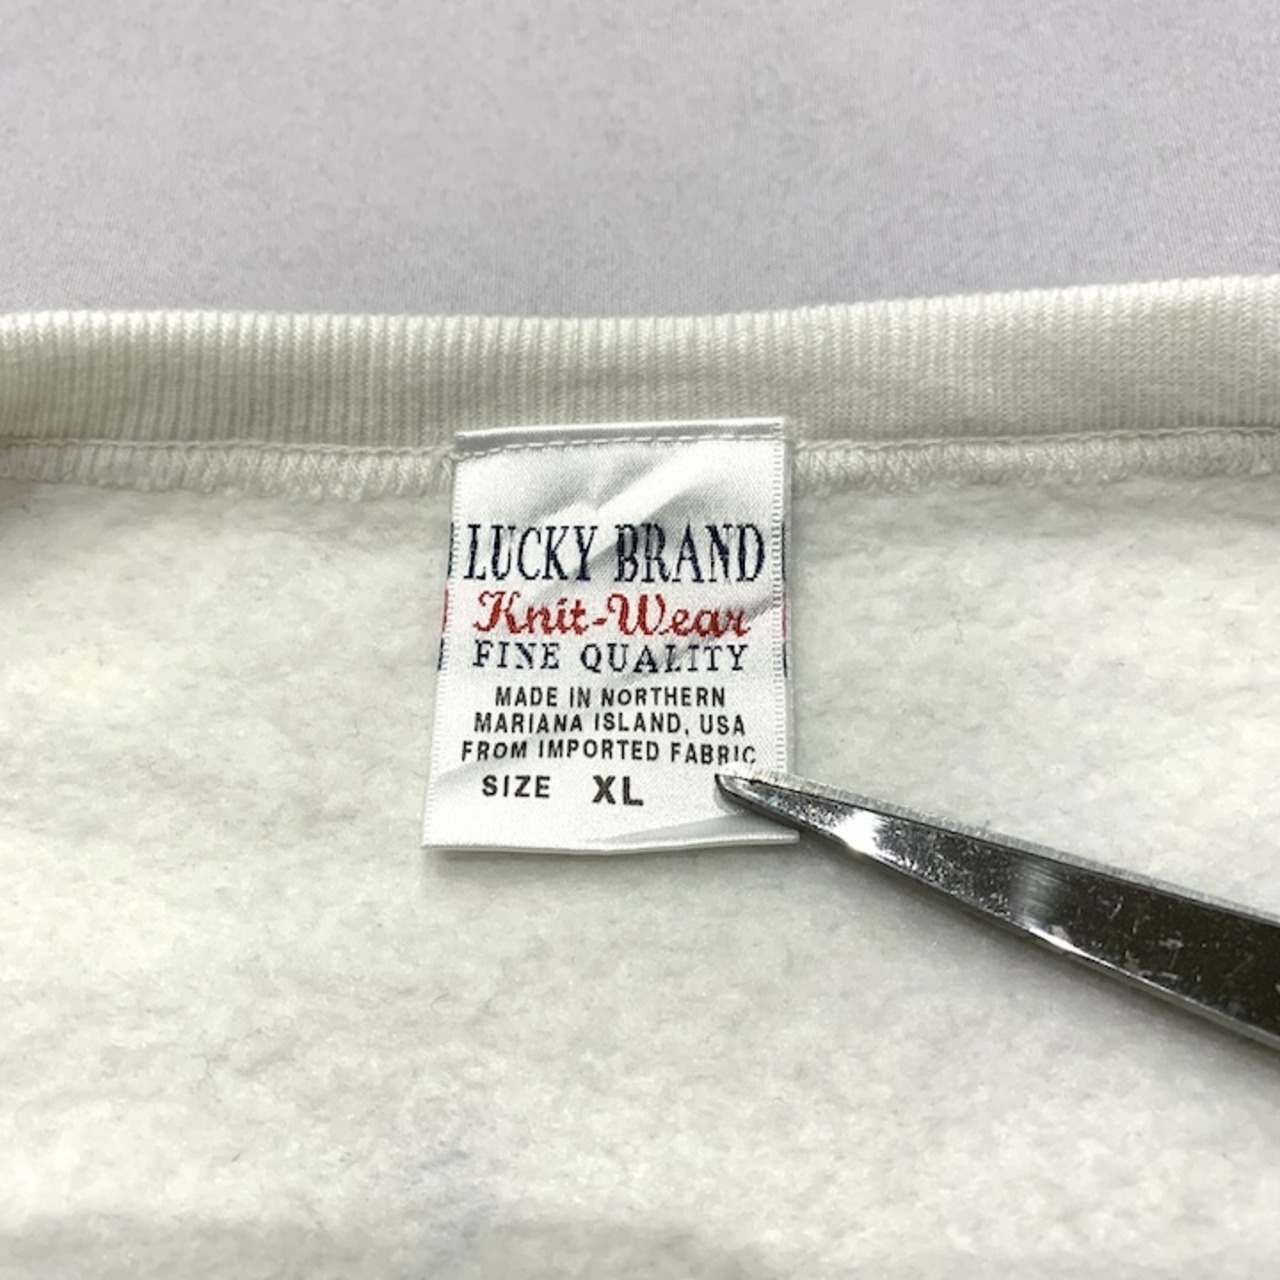 LUCKY BRAND
Knit-Wear
FINE QUALITY
MADE IN NORTHERN
MARIANA ISLAND, USA
FROM IMPORTED FABRIC
SIZE XL